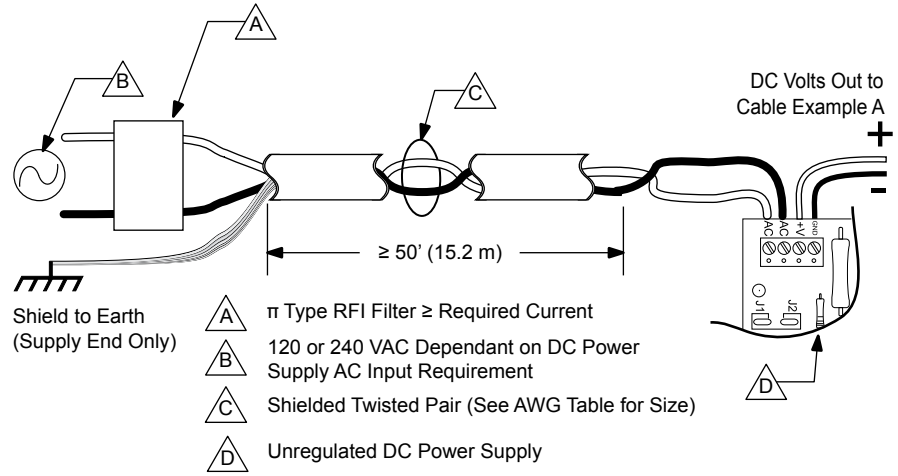 A
B
C
DC Volts Out to
Cable Example A
+
-
AC
AC
+V
GND
≥ 50' (15.2 m)
J1
J2
Shield to Earth
(Supply End Only)
A π Type RFI Filter ≥ Required Current
B 120 or 240 VAC Dependant on DC Power
Supply AC Input Requirement
C Shielded Twisted Pair (See AWG Table for Size)
D
D Unregulated DC Power Supply